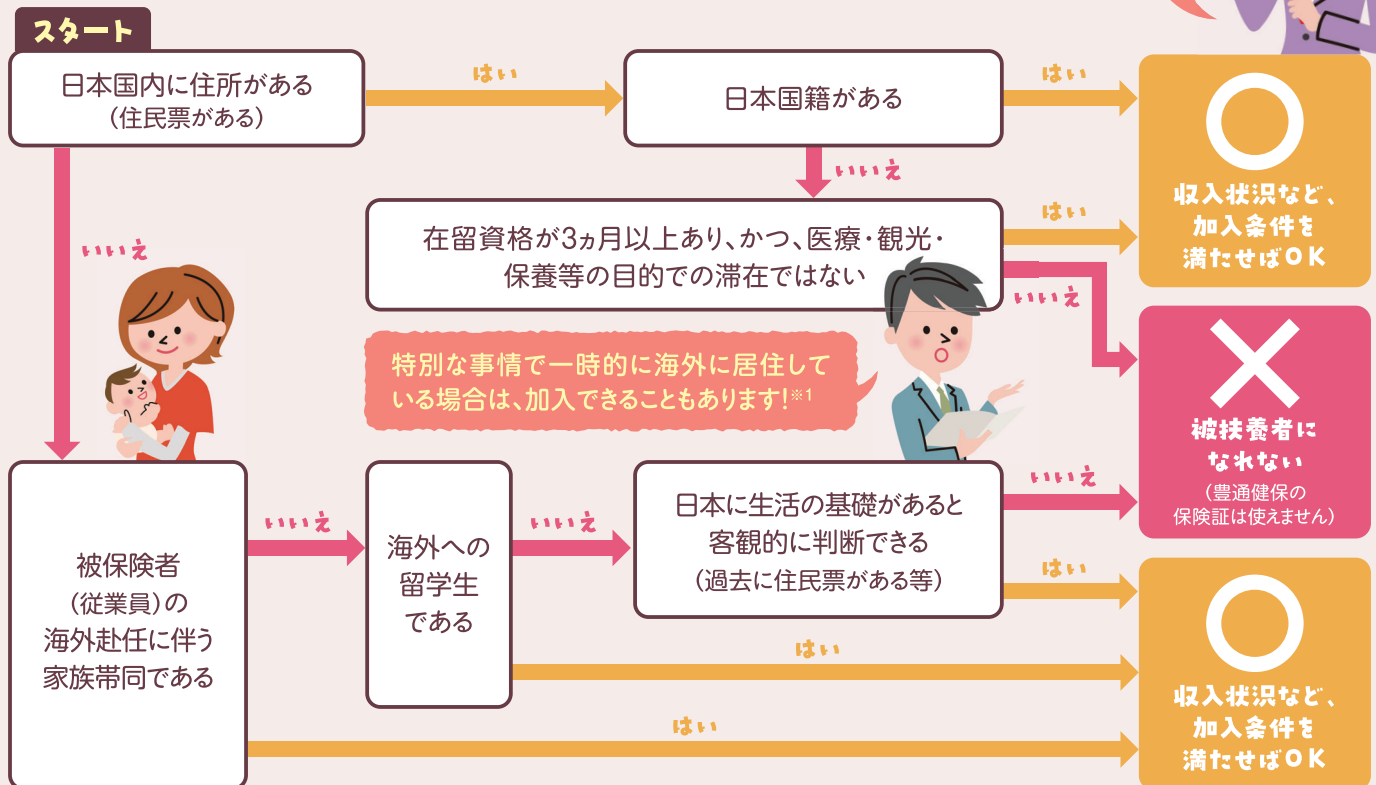 スタート
日本国内に住所がある
(住民票がある)
はい
日本国籍がある
はい
収入状況など、
加入条件を
満たせばOK
いいえ
いいえ
在留資格が3ヵ月以上あり、かつ、医療・観光・
保養等の目的での滞在ではない
はい
いいえ
特別な事情で一時的に海外に居住して
いる場合は、加入できることもあります!※1
被扶養者に
なれない
(豊通健保の
保険証は使えません)
被保険者
(従業員)の
海外赴任に伴う
家族帯同である
いいえ
海外への
留学生
である
いいえ
日本に生活の基礎があると
客観的に判断できる
(過去に住民票がある等)
いいえ
はい
はい
はい
収入状況など、
加入条件を
満たせばOK